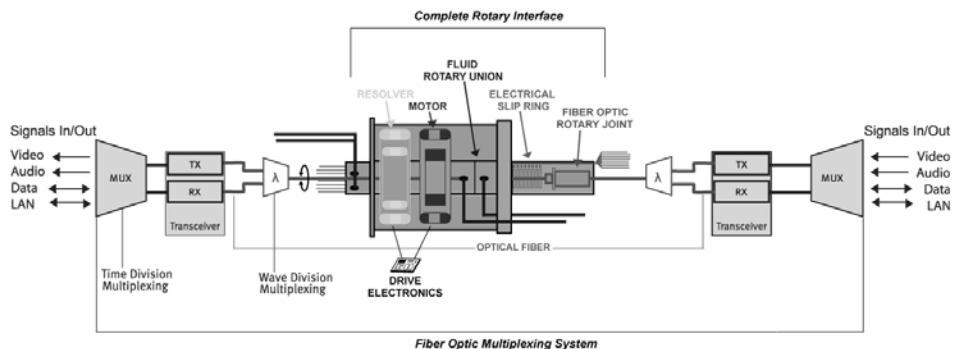 Complete Rotary Interface
FLUID
ROTARY UNION
RESOLVER
MOTOR
ELECTRICAL
SLIP RING
FIBER OPTIC
ROTARY JOINT
Signals In/Out
Video
Audio
Data
LAN
MUX
TX
RX
Transceiver
λ
λ
TX
RX
Transceiver
MUX
Signals In/Out
Video
Audio
Data
LAN
OPTICAL FIBER
Time Division
Multiplexing
Wave Division
Multiplexing
DRIVE
ELECTRONICS
Fiber Optic Multiplexing System